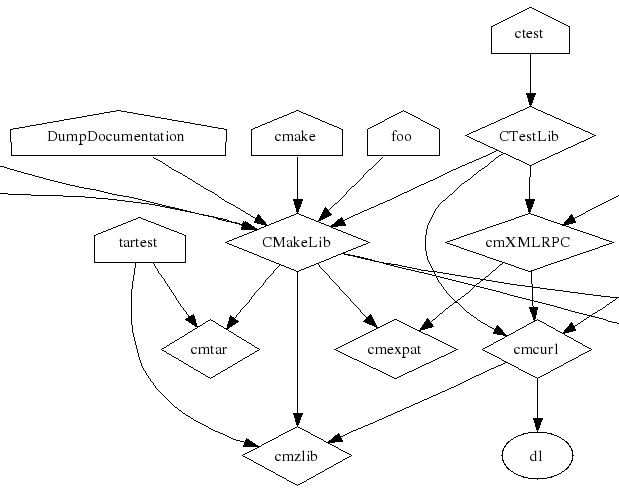 ctest
DumpDocumentation
cmake
foo
CTestLib
tartest
CMakeLib
cmXMLRPC
cmtar
cmexpat
cmcurl
cmzlib
dl